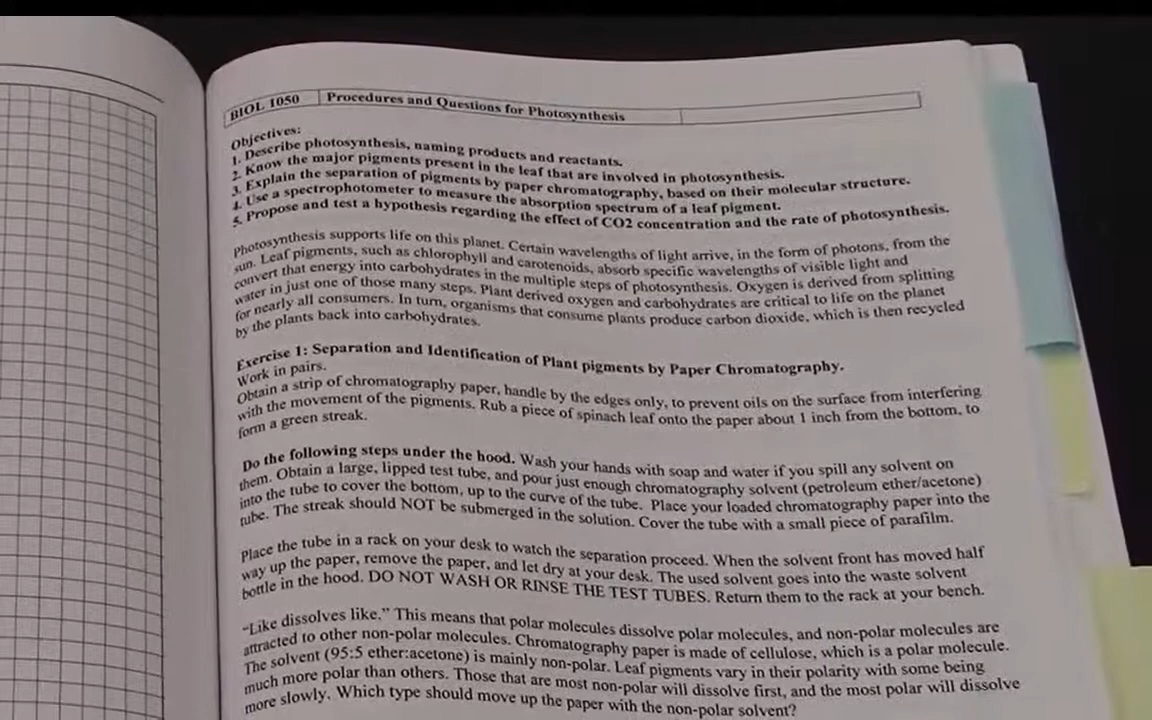 BIOL 1050 Procedures and Questions for Photosynthesis
Objectives:
1. Describe photosynthesis, naming products and reactants.
2. Know the major pigments present in the leaf that are involved in photosynthesis.
3. Explain the separation of pigments by paper chromatography, based on their molecular structure.
4. Use a spectrophotometer to measure the absorption spectrum of a leaf pigment.
5. Propose and test a hypothesis regarding the effect of CO2 concentration and the rate of photosynthesis.
Photosynthesis supports life on this planet. Certain wavelengths of light arrive, in the form of photons, from the
sun. Leaf pigments, such as chlorophyll and carotenoids, absorb specific wavelengths of visible light and
convert that energy into carbohydrates in the multiple steps of photosynthesis. Oxygen is derived from splitting
water in just one of those many steps. Plant derived oxygen and carbohydrates are critical to life on the planet
for nearly all consumers. In turn, organisms that consume plants produce carbon dioxide, which is then recycled
by the plants back into carbohydrates.
Exercise 1: Separation and Identification of Plant pigments by Paper Chromatography.
Work in pairs.
Obtain a strip of chromatography paper, handle by the edges only, to prevent oils on the surface from interfering
with the movement of the pigments. Rub a piece of spinach leaf onto the paper about 1 inch from the bottom, to
form a green streak.
Do the following steps under the hood. Wash your hands with soap and water if you spill any solvent on
them. Obtain a large, lipped test tube, and pour just enough chromatography solvent (petroleum ether/acetone)
into the tube to cover the bottom, up to the curve of the tube. Place your loaded chromatography paper into the
tube. The streak should NOT be submerged in the solution. Cover the tube with a small piece of parafilm.
Place the tube in a rack on your desk to watch the separation proceed. When the solvent front has moved half
way up the paper, remove the paper, and let dry at your desk. The used solvent goes into the waste solvent
bottle in the hood. DO NOT WASH OR RINSE THE TEST TUBES. Return them to the rack at your bench.
"Like dissolves like." This means that polar molecules dissolve polar molecules, and non-polar molecules are
attracted to other non-polar molecules. Chromatography paper is made of cellulose, which is a polar molecule.
The solvent (95:5 ether:acetone) is mainly non-polar. Leaf pigments vary in their polarity with some being
much more polar than others. Those that are most non-polar will dissolve first, and the most polar will dissolve
more slowly. Which type should move up the paper with the non-polar solvent?